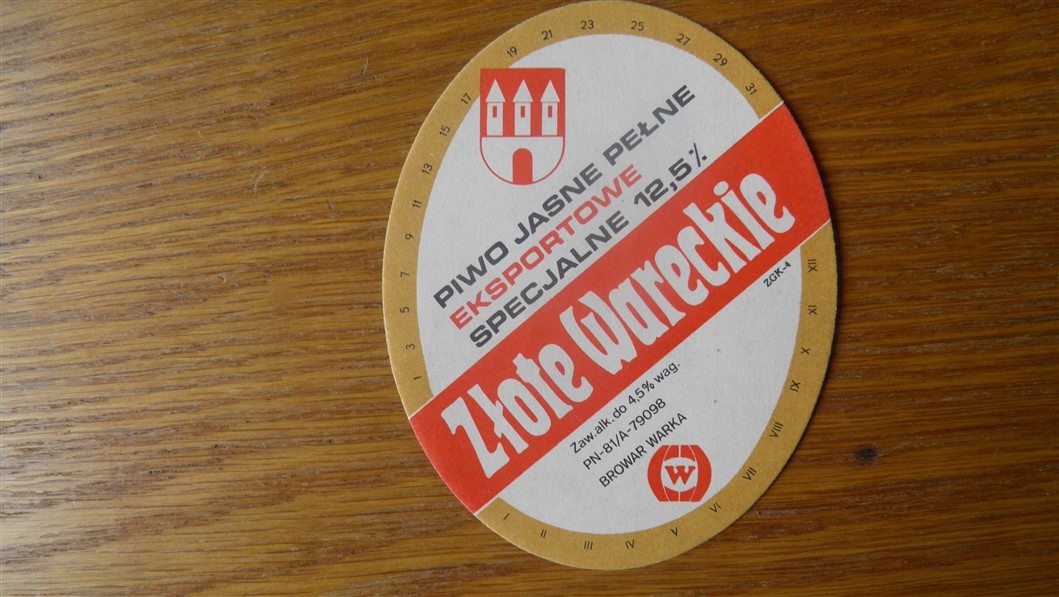 1 3 5 7 9 11 13 15 17 19 21 23 25 27 29 31
PIWO JASNE PEŁNE
EKSPORTOWE
SPECJALNE 12,5%
Złote Wareckie
ZGK-4
Zaw.alk.do 4,5% wag.
PN-81/A-79098
BROWAR WARKA
W
I II III IV V VI VII VIII IX X XI XII